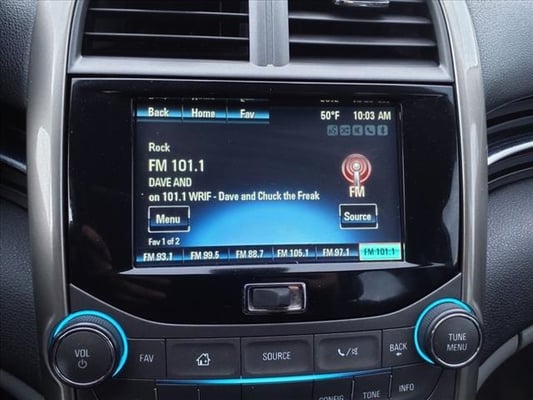 Back Home Fav 50°F 10:03 AM
Rock
FM 101.1
DAVE AND
on 101.1 WRIF - Dave and Chuck the Freak
FM
Menu Source
Fav 1 of 2
FM 93.1 FM 99.5 FM 88.7 FM 105.1 FM 97.1 FM 101.1
VOL
FAV
SOURCE
BACK
TUNE
MENU
CONFIG
TONE
INFO